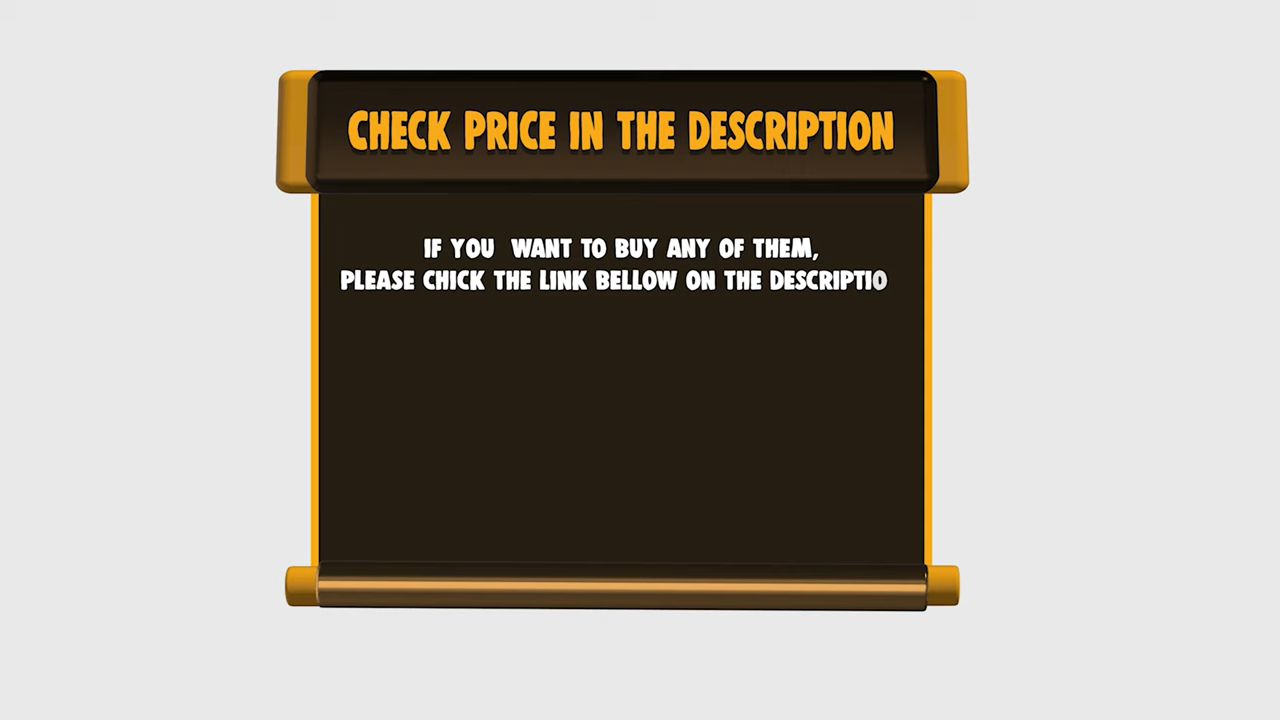 CHECK PRICE IN THE DESCRIPTION
IF YOU WANT TO BUY ANY OF THEM,
PLEASE CHICK THE LINK BELLOW ON THE DESCRIPTIO